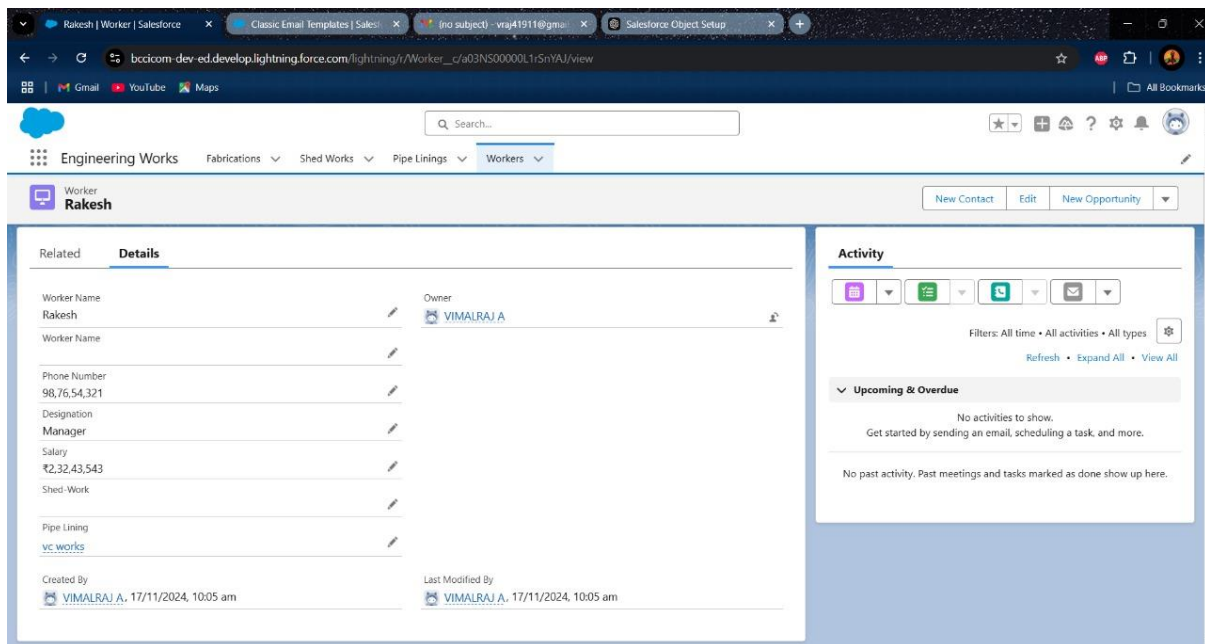 Rakesh | Worker | Salesforce
Classic Email Templates | Salesf
(no subject) - vraj41911@gmai
Salesforce Object Setup
bccicom-dev-ed.develop.lightning.force.com/lightning/r/Worker__c/a03NS00000L1rSnYAJ/view
Gmail YouTube Maps All Bookmarks
Search...
Engineering Works Fabrications Shed Works Pipe Linings Workers
Worker
Rakesh
New Contact Edit New Opportunity
Related Details
Worker Name
Rakesh
Owner
VIMALRAJ A
Worker Name
Phone Number
98,76,54,321
Designation
Manager
Salary
₹2,32,43,543
Shed-Work
Pipe Lining
vc works
Created By
VIMALRAJ A, 17/11/2024, 10:05 am
Last Modified By
VIMALRAJ A, 17/11/2024, 10:05 am
Activity
Filters: All time • All activities • All types
Refresh • Expand All • View All
Upcoming & Overdue
No activities to show.
Get started by sending an email, scheduling a task, and more.
No past activity. Past meetings and tasks marked as done show up here.